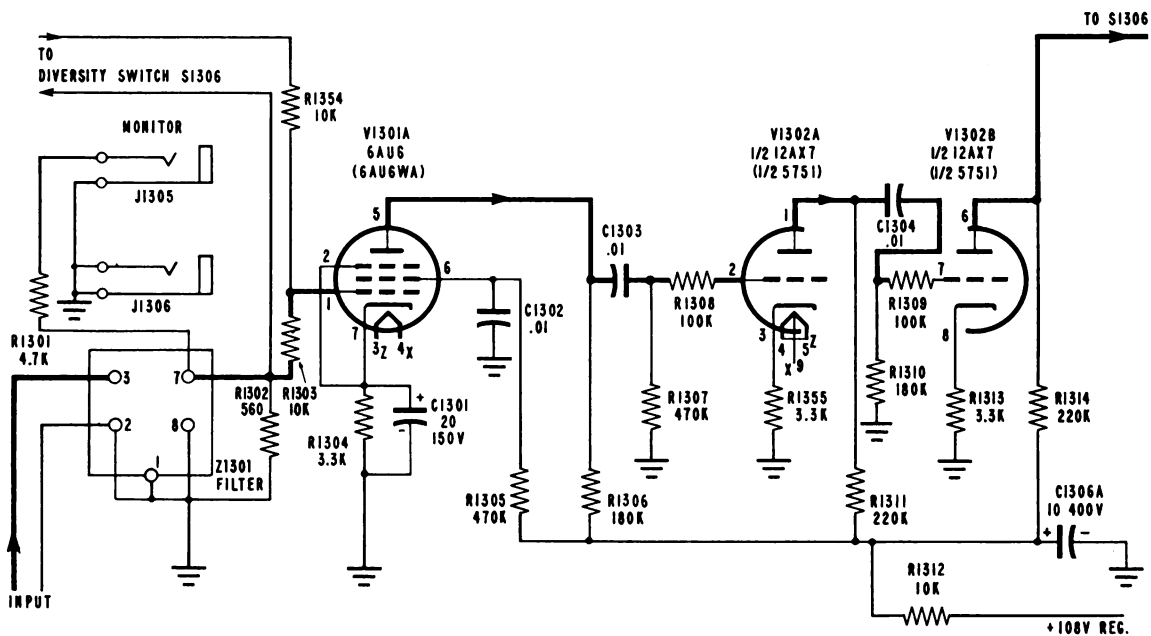 TO S1306
TO
DIVERSITY SWITCH S1306
R1354
10K
MONITOR
J1305
J1306
R1301
4.7K
3
7
2
8
1
Z1301
FILTER
R1302
560
R1303
10K
INPUT
V1301A
6AU6
(6AU6WA)
5
2
1
6
7
3Z
4X
C1302
.01
R1304
3.3K
+
C1301
20
150V
-
R1305
470K
R1306
180K
C1303
.01
R1308
100K
R1307
470K
V1302A
1/2 12AX7
(1/2 5751)
1
2
3
4
5Z
X
9
R1355
3.3K
C1304
.01
R1309
100K
R1310
180K
R1311
220K
V1302B
1/2 12AX7
(1/2 5751)
6
7
8
R1313
3.3K
R1314
220K
C1306A
10 400V
+
-
R1312
10K
+108V REG.